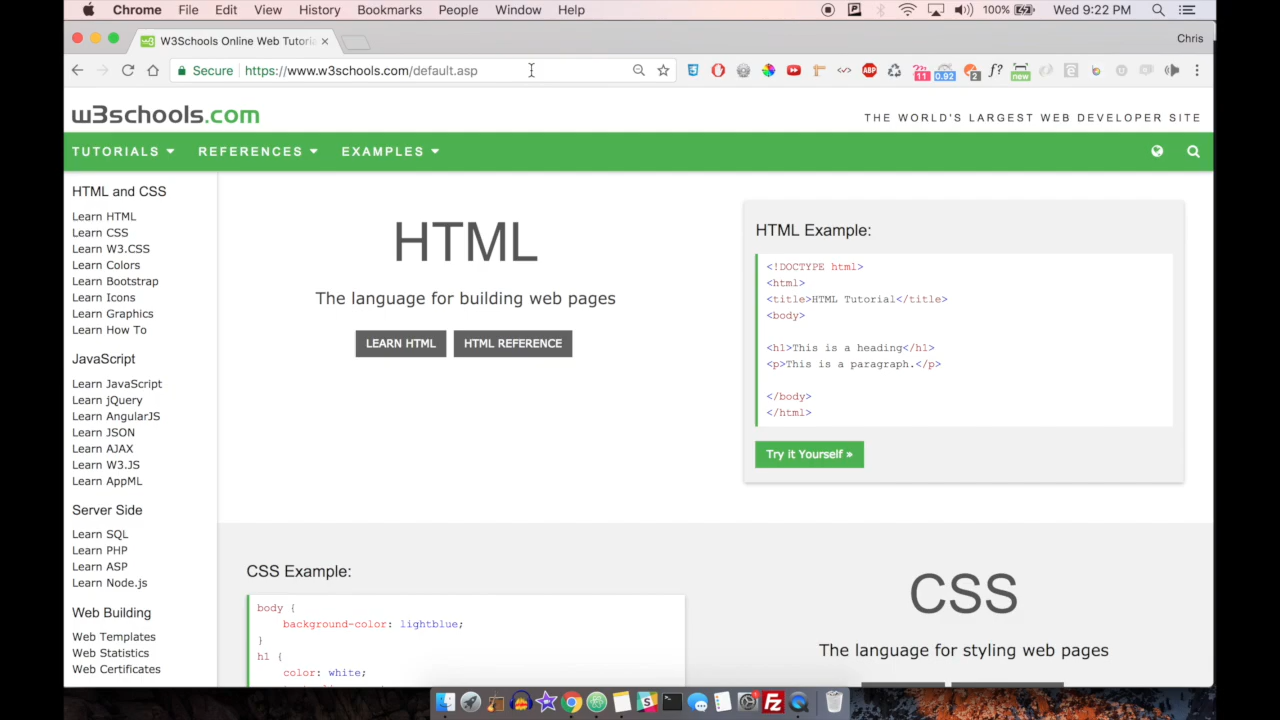 Chrome File Edit View History Bookmarks People Window Help 100% Wed 9:22 PM
W3Schools Online Web Tutoria Chris
Secure https://www.w3schools.com/default.asp ABP 11 0.92 2 f? new
w3schools.com THE WORLD'S LARGEST WEB DEVELOPER SITE
TUTORIALS REFERENCES EXAMPLES
HTML and CSS
Learn HTML
Learn CSS
Learn W3.CSS
Learn Colors
Learn Bootstrap
Learn Icons
Learn Graphics
Learn How To
JavaScript
Learn JavaScript
Learn jQuery
Learn AngularJS
Learn JSON
Learn AJAX
Learn W3.JS
Learn AppML
Server Side
Learn SQL
Learn PHP
Learn ASP
Learn Node.js
Web Building
Web Templates
Web Statistics
Web Certificates
HTML
The language for building web pages
LEARN HTML HTML REFERENCE
HTML Example:
<!DOCTYPE html>
<html>
<title>HTML Tutorial</title>
<body>
<h1>This is a heading</h1>
<p>This is a paragraph.</p>
</body>
</html>
Try it Yourself »
CSS Example:
body {
background-color: lightblue;
}
h1 {
color: white;
CSS
The language for styling web pages